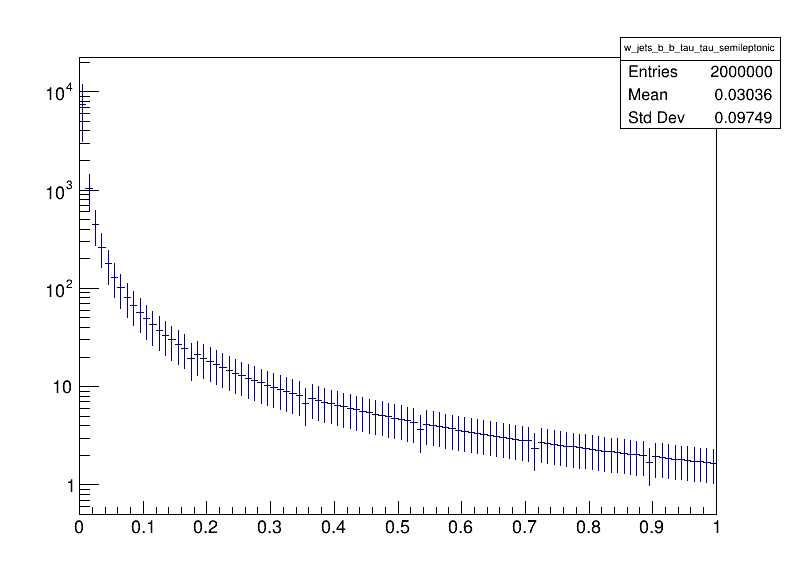 w_jets_b_b_tau_tau_semileptonic
Entries 2000000
Mean 0.03036
Std Dev 0.09749
10^4
10^3
10^2
10
1
0 0.1 0.2 0.3 0.4 0.5 0.6 0.7 0.8 0.9 1